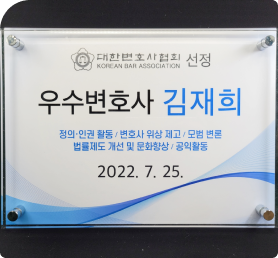 대한변호사협회 선정
KOREAN BAR ASSOCIATION
우수변호사 김재희
정의·인권 활동 / 변호사 위상 제고 / 모범 변론
법률제도 개선 및 문화향상 / 공익활동
2022. 7. 25.